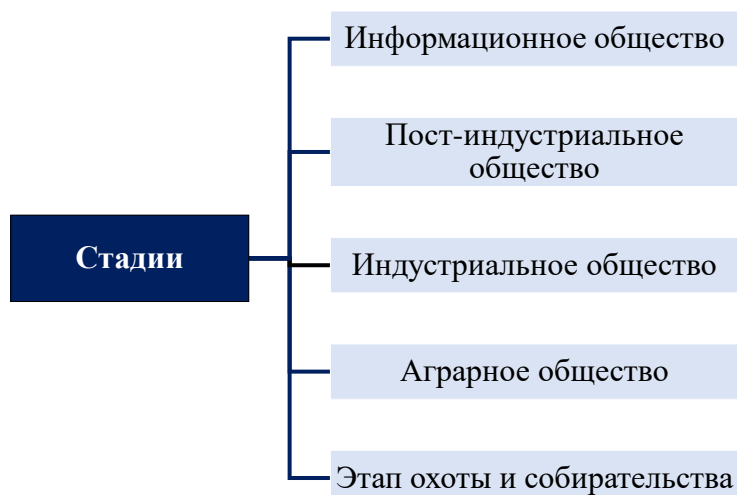 Информационное общество
Пост-индустриальное
общество
Стадии
Индустриальное общество
Аграрное общество
Этап охоты и собирательства